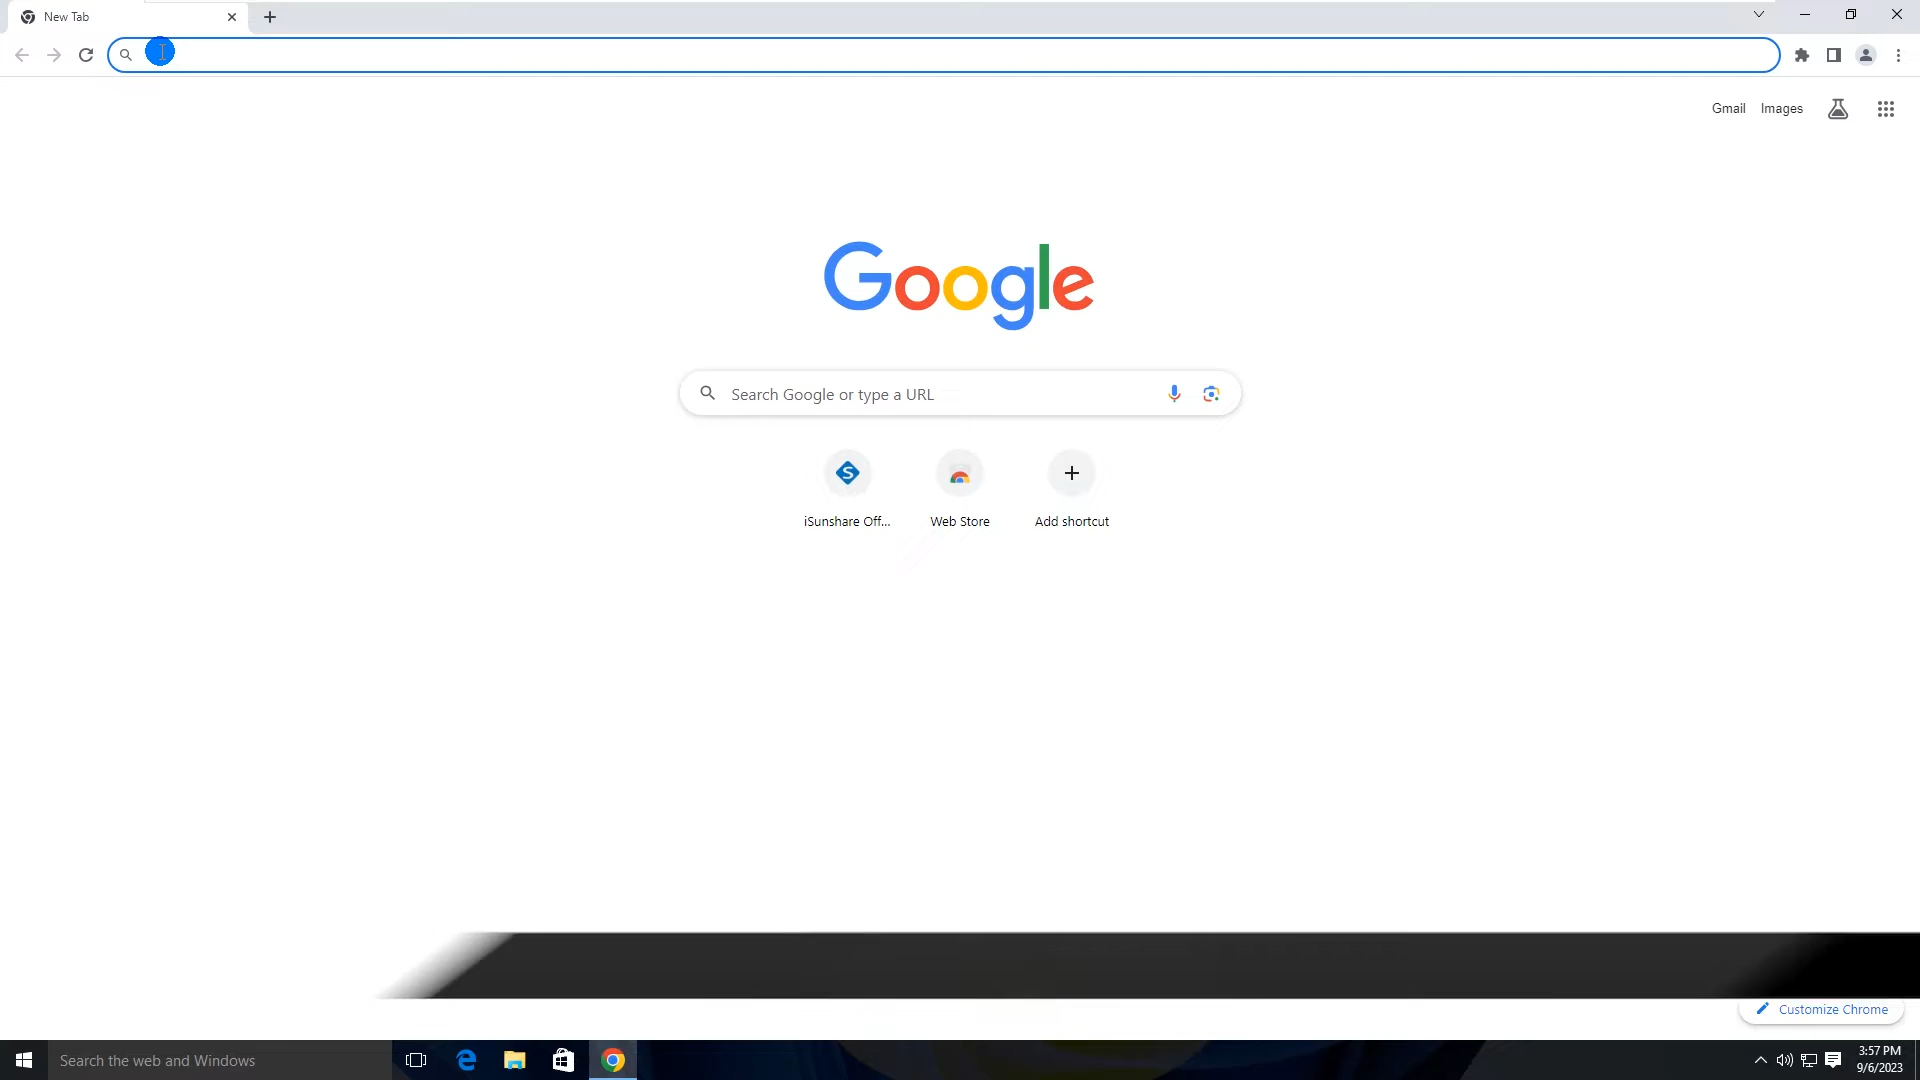 New Tab
Gmail Images
Google
Search Google or type a URL
iSunshare Off...
Web Store
Add shortcut
Customize Chrome
Search the web and Windows
3:57 PM
9/6/2023